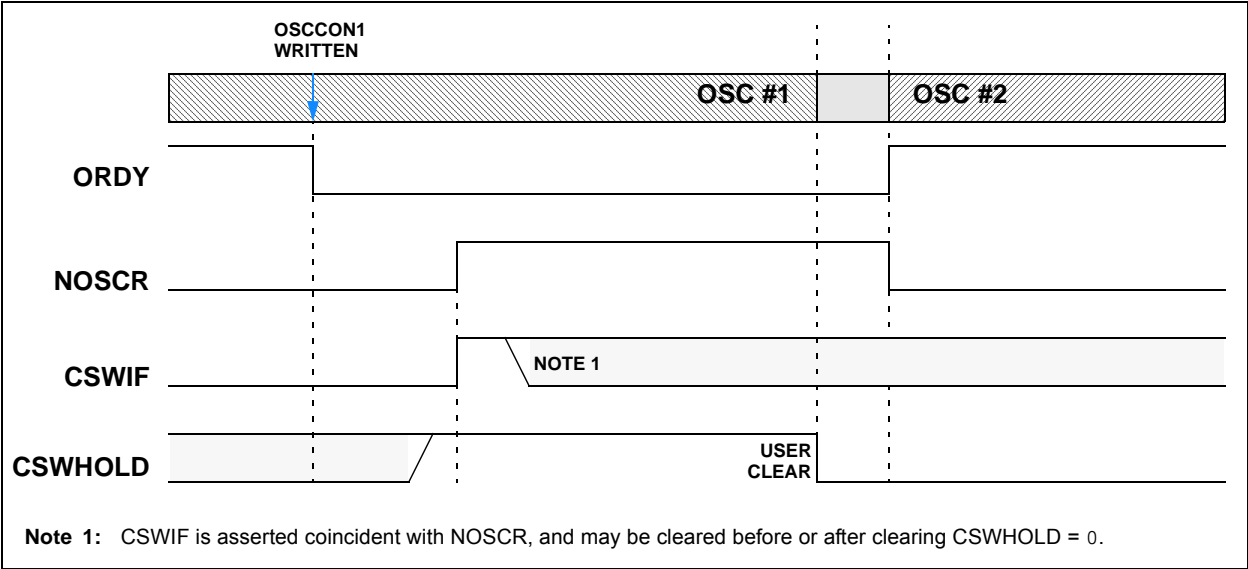 OSCCON1
WRITTEN
OSC #1
OSC #2
ORDY
NOSCR
CSWIF
NOTE 1
CSWHOLD
USER
CLEAR
Note 1: CSWIF is asserted coincident with NOSCR, and may be cleared before or after clearing CSWHOLD = 0.